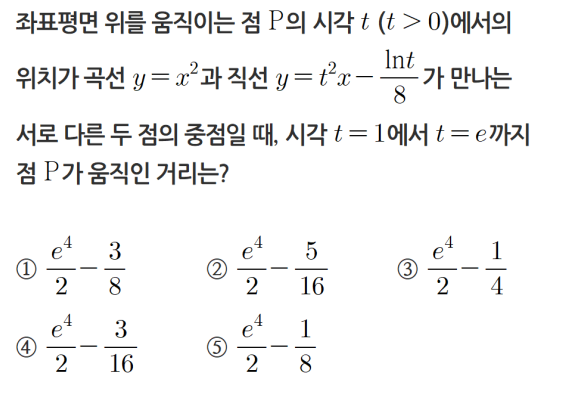 좌표평면 위를 움직이는 점 P의 시각 t (t > 0)에서의
위치가 곡선 y=x²과 직선 y=t²x-\frac{\ln t}{8}가 만나는
서로 다른 두 점의 중점일 때, 시각 t=1에서 t=e까지
점 P가 움직인 거리는?
① \frac{e^4}{2}-\frac{3}{8} ② \frac{e^4}{2}-\frac{5}{16} ③ \frac{e^4}{2}-\frac{1}{4}
④ \frac{e^4}{2}-\frac{3}{16} ⑤ \frac{e^4}{2}-\frac{1}{8}